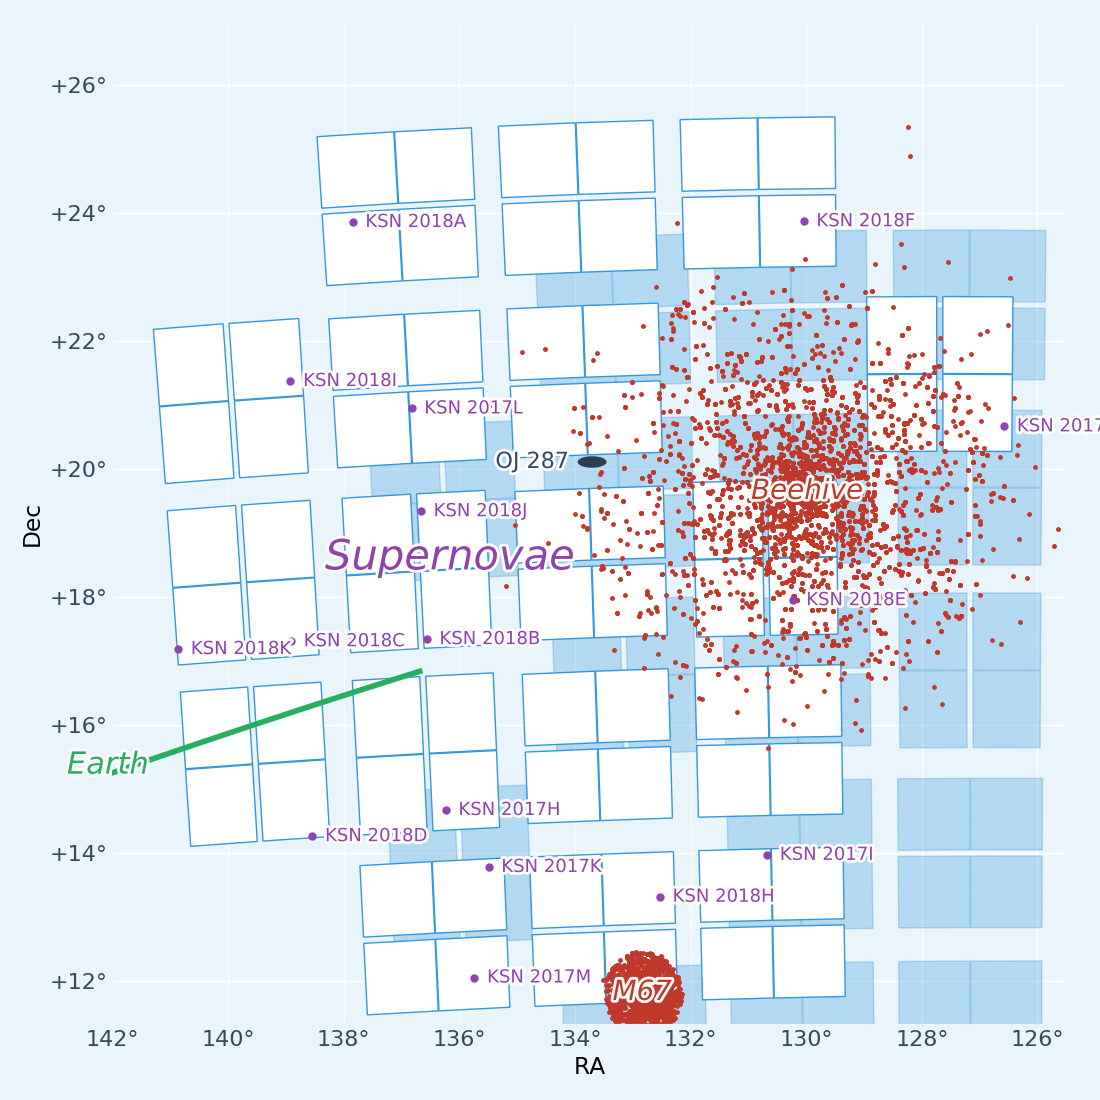 +26°
+24°
+22°
+20°
+18°
+16°
+14°
+12°
Dec
KSN 2018A
KSN 2018F
KSN 2018I
KSN 2017L
KSN 2017
OJ 287
Beehive
KSN 2018J
Supernovae
KSN 2018E
KSN 2018K
KSN 2018C
KSN 2018B
Earth
KSN 2017H
KSN 2018D
KSN 2017K
KSN 2017I
KSN 2018H
KSN 2017M
M67
142°
140°
138°
136°
134°
132°
130°
128°
126°
RA